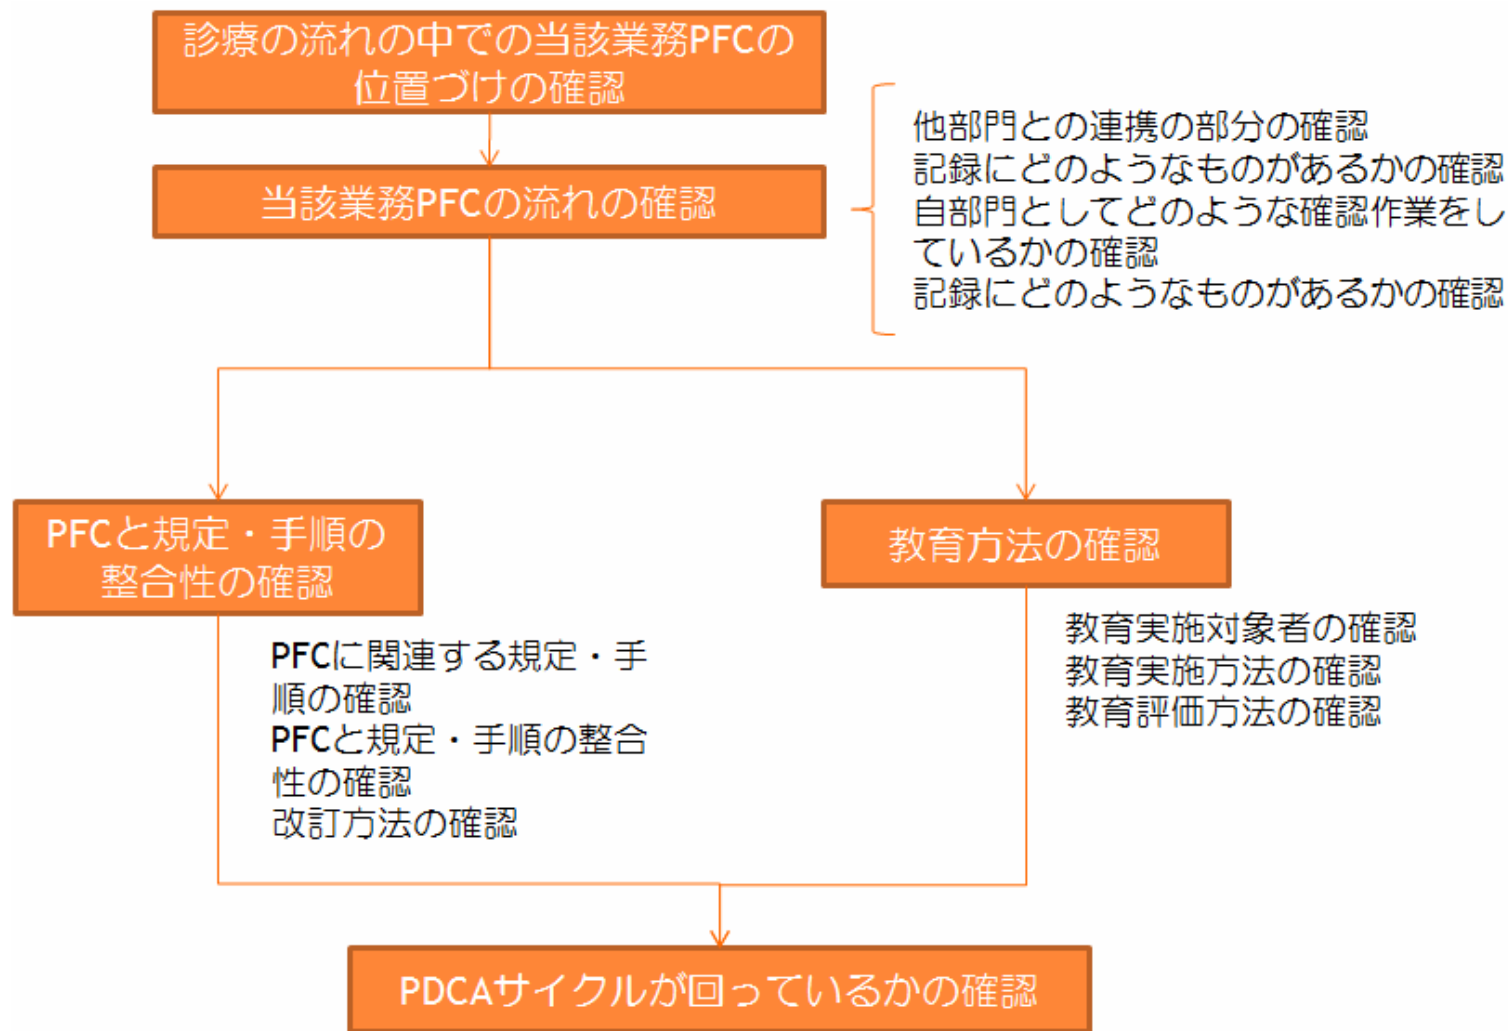 診療の流れの中での当該業務PFCの
位置づけの確認
当該業務PFCの流れの確認
他部門との連携の部分の確認
記録にどのようなものがあるかの確認
自部門としてどのような確認作業をし
ているかの確認
記録にどのようなものがあるかの確認
PFCと規定・手順の
整合性の確認
PFCに関連する規定・手
順の確認
PFCと規定・手順の整合
性の確認
改訂方法の確認
教育方法の確認
教育実施対象者の確認
教育実施方法の確認
教育評価方法の確認
PDCAサイクルが回っているかの確認